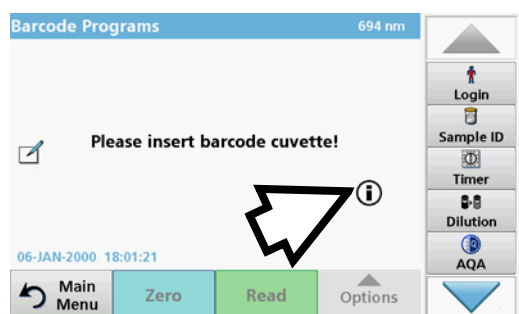 Barcode Programs 694 nm
Please insert barcode cuvette!
i
06-JAN-2000 18:01:21
Main Menu
Zero
Read
Options
Login
Sample ID
Timer
Dilution
AQA